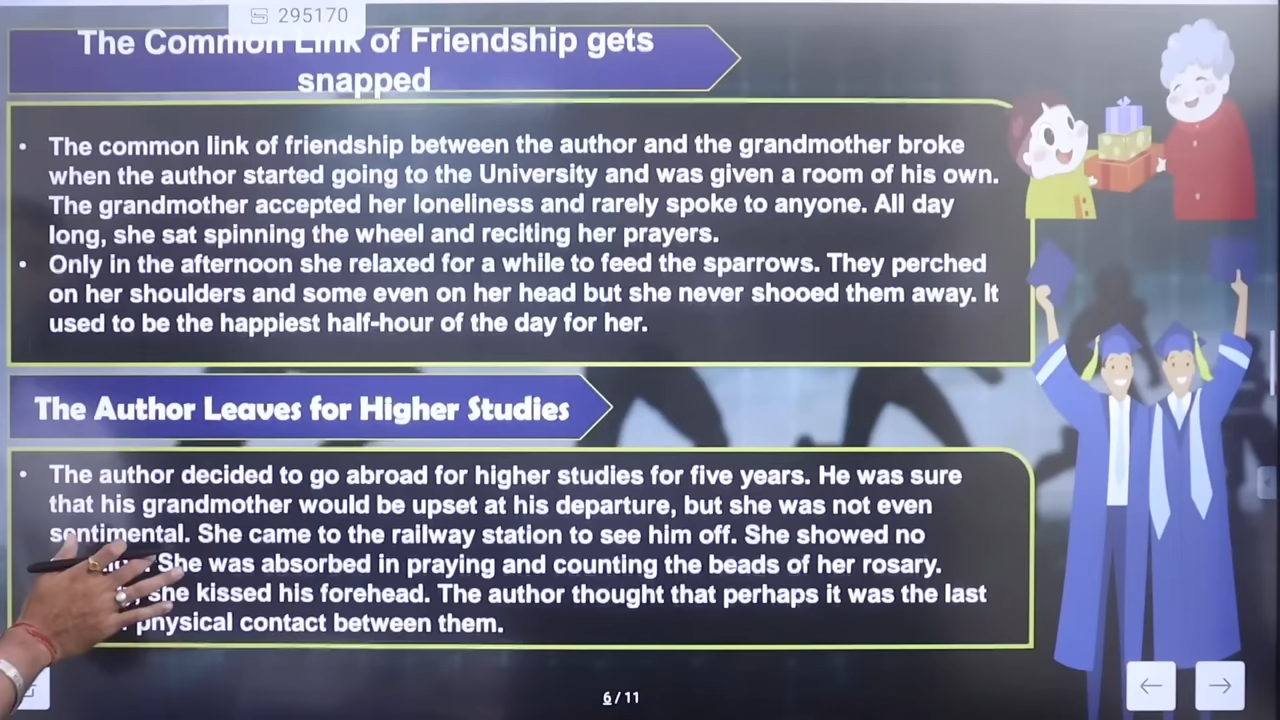 295170
The Common Link of Friendship gets
snapped
• The common link of friendship between the author and the grandmother broke
when the author started going to the University and was given a room of his own.
The grandmother accepted her loneliness and rarely spoke to anyone. All day
long, she sat spinning the wheel and reciting her prayers.
• Only in the afternoon she relaxed for a while to feed the sparrows. They perched
on her shoulders and some even on her head but she never shooed them away. It
used to be the happiest half-hour of the day for her.
The Author Leaves for Higher Studies
• The author decided to go abroad for higher studies for five years. He was sure
that his grandmother would be upset at his departure, but she was not even
sentimental. She came to the railway station to see him off. She showed no
She was absorbed in praying and counting the beads of her rosary.
she kissed his forehead. The author thought that perhaps it was the last
physical contact between them.
6 / 11